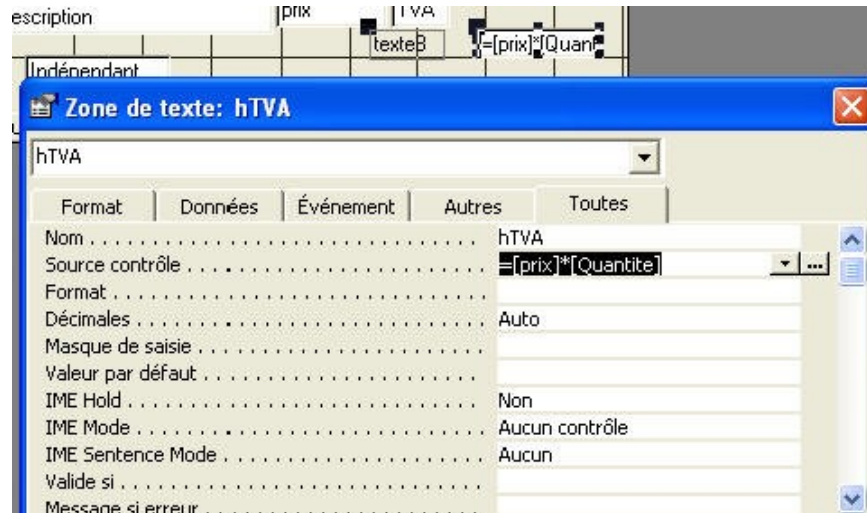 escription prix TVA
texte8 =[prix]*[Quant
Indépendant
Zone de texte: hTVA
hTVA
Format Données Événement Autres Toutes
Nom hTVA
Source contrôle =[prix]*[Quantite] ...
Format
Décimales Auto
Masque de saisie
Valeur par défaut
IME Hold Non
IME Mode Aucun contrôle
IME Sentence Mode Aucun
Valide si
Message si erreur